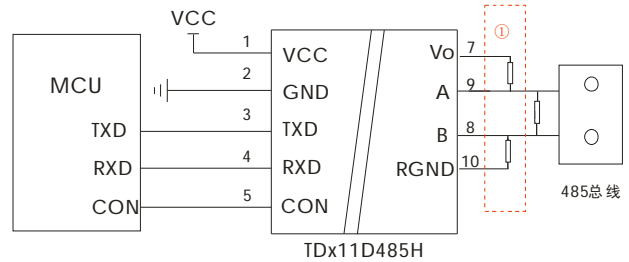 VCC
①
1 VCC Vo 7
MCU
2 GND A 9
TXD 3 TXD B 8
RXD 4 RXD RGND 10
CON 5 CON
485总线
TDx11D485H